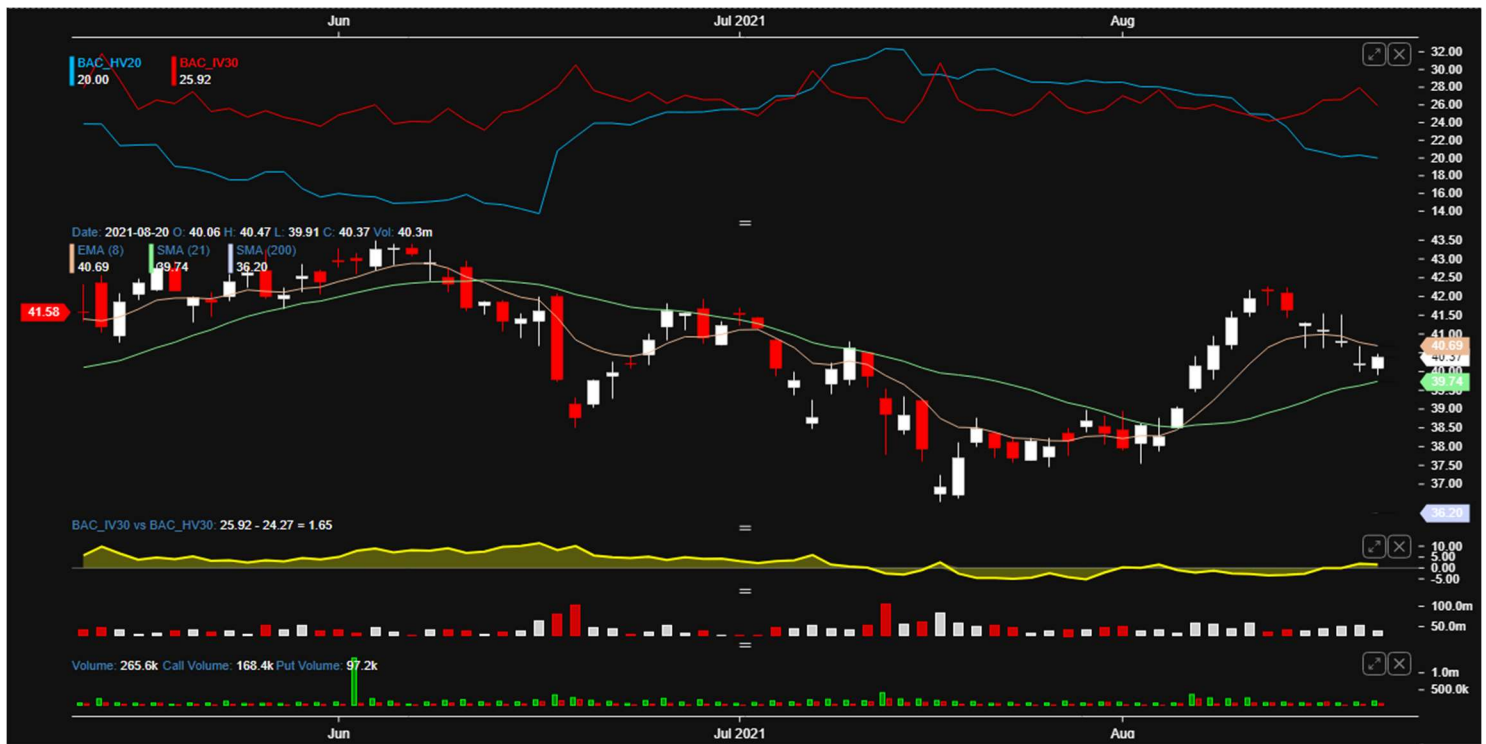 Jun Jul 2021 Aug
BAC_HV20 BAC_IV30
20.00 25.92
32.00
30.00
28.00
26.00
24.00
22.00
20.00
18.00
16.00
14.00
Date: 2021-08-20 O: 40.06 H: 40.47 L: 39.91 C: 40.37 Vol: 40.3m
EMA (8) SMA (21) SMA (200)
40.69 39.74 36.20
43.50
43.00
42.50
42.00
41.58 41.50
41.00
40.69
40.37
40.00
39.74
39.50
39.00
38.50
38.00
37.50
37.00
36.20
BAC_IV30 vs BAC_HV30: 25.92 - 24.27 = 1.65
10.00
5.00
0.00
-5.00
100.0m
50.0m
Volume: 265.6k Call Volume: 168.4k Put Volume: 97.2k
1.0m
500.0k
Jun Jul 2021 Aug